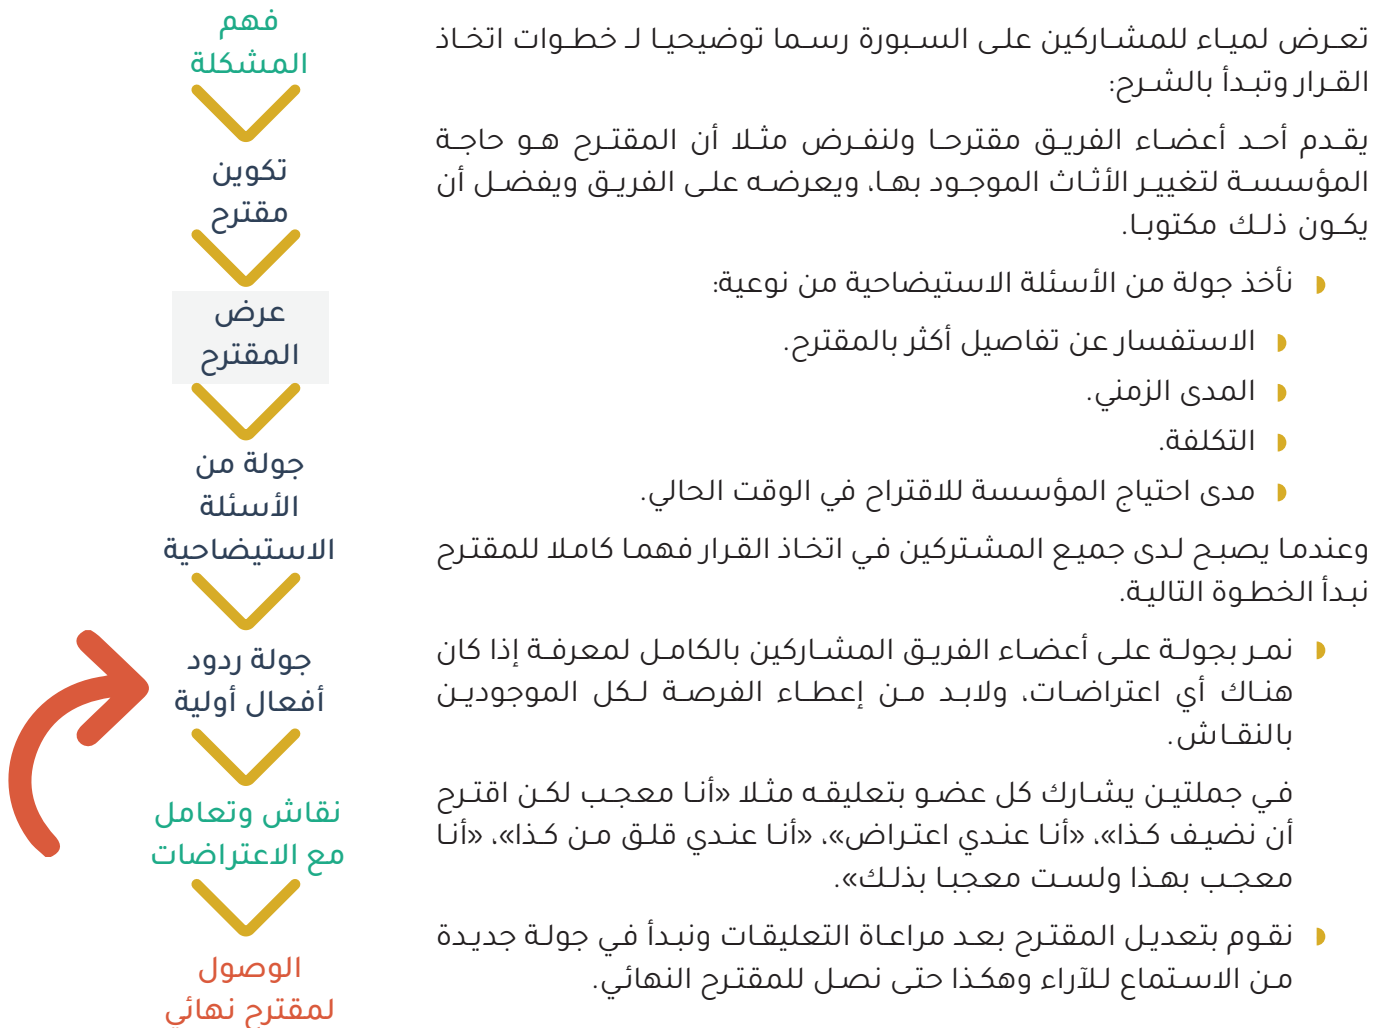 تعرض لمياء للمشاركين على السبورة رسما توضيحيا لـ خطوات اتخاذ
القرار وتبدأ بالشرح:
يقدم أحد أعضاء الفريق مقترحا ولنفرض مثلا أن المقترح هو حاجة
المؤسسة لتغيير الأثاث الموجود بها، ويعرضه على الفريق ويفضل أن
يكون ذلك مكتوبا.
نأخذ جولة من الأسئلة الاستيضاحية من نوعية:
الاستفسار عن تفاصيل أكثر بالمقترح.
المدى الزمني.
التكلفة.
مدى احتياج المؤسسة للاقتراح في الوقت الحالي.
وعندما يصبح لدى جميع المشتركين في اتخاذ القرار فهما كاملا للمقترح
نبدأ الخطوة التالية.
نمر بجولة على أعضاء الفريق المشاركين بالكامل لمعرفة إذا كان
هناك أي اعتراضات، ولابد من إعطاء الفرصة لكل الموجودين
بالنقاش.
في جملتين يشارك كل عضو بتعليقه مثلا «أنا معجب لكن اقترح
أن نضيف كذا»، «أنا عندي اعتراض»، «أنا عندي قلق من كذا»، «أنا
معجب بهذا ولست معجبا بذلك».
نقوم بتعديل المقترح بعد مراعاة التعليقات ونبدأ في جولة جديدة
من الاستماع للآراء وهكذا حتى نصل للمقترح النهائي.
فهم
المشكلة
تكوين
مقترح
عرض
المقترح
جولة من
الأسئلة
الاستيضاحية
جولة ردود
أفعال أولية
نقاش وتعامل
مع الاعتراضات
الوصول
لمقترح نهائي